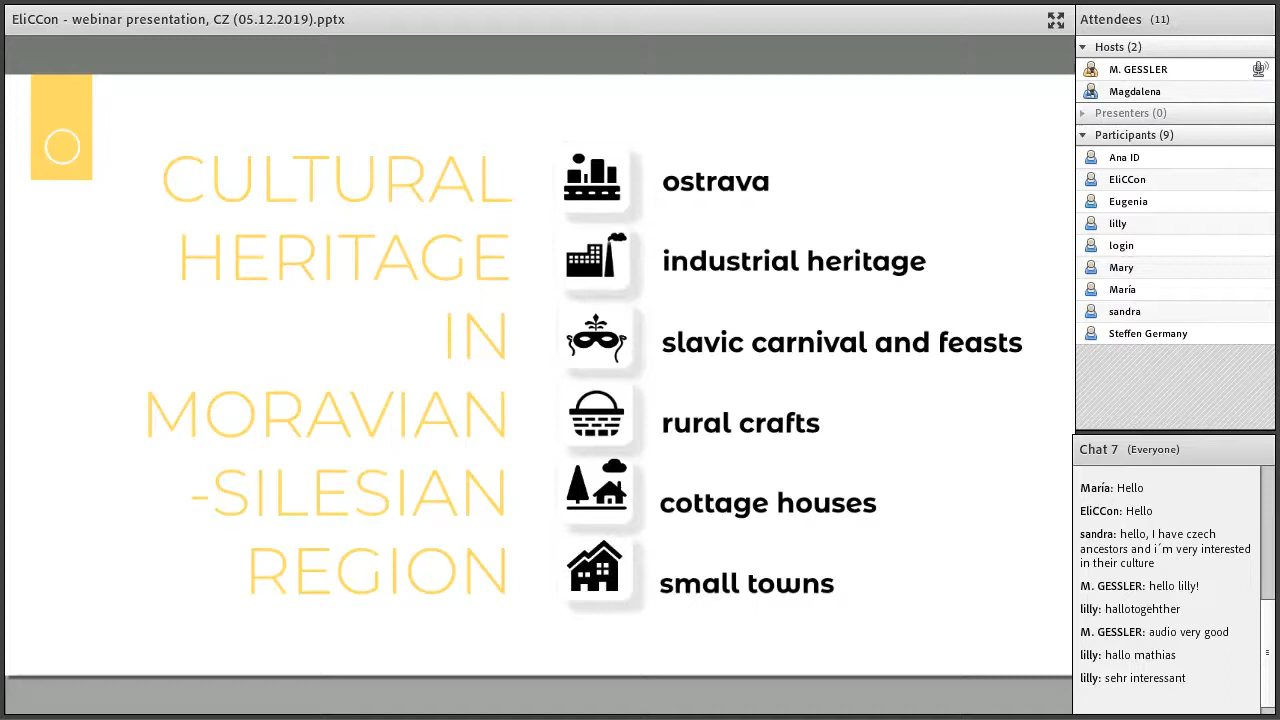 EliCCon - webinar presentation, CZ (05.12.2019).pptx
CULTURAL
HERITAGE
IN
MORAVIAN
-SILESIAN
REGION
ostrava
industrial heritage
slavic carnival and feasts
rural crafts
cottage houses
small towns
Attendees (11)
Hosts (2)
M. GESSLER
Magdalena
Presenters (0)
Participants (9)
Ana ID
EliCCon
Eugenia
lilly
login
Mary
María
sandra
Steffen Germany
Chat 7 (Everyone)
María: Hello
EliCCon: Hello
sandra: hello, I have czech
ancestors and i´m very interested
in their culture
M. GESSLER: hello lilly!
lilly: hallotoghther
M. GESSLER: audio very good
lilly: hallo mathias
lilly: sehr interessant